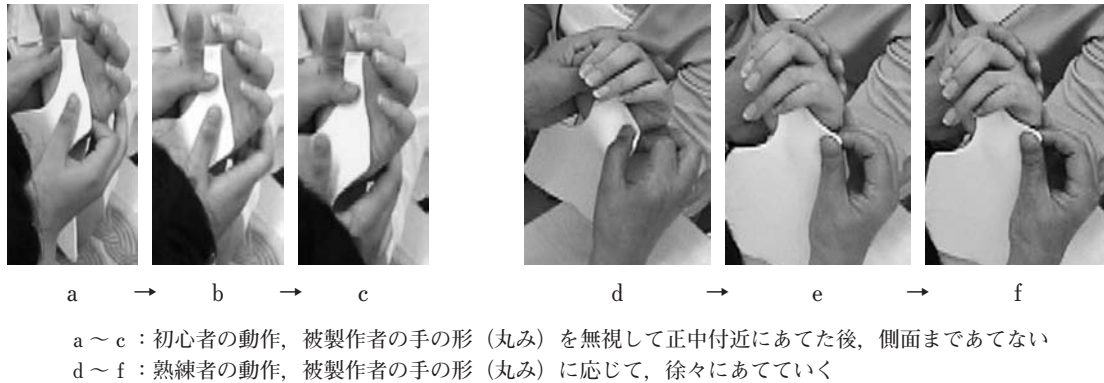 a → b → c d → e → f
a ～ c ：初心者の動作，被製作者の手の形（丸み）を無視して正中付近にあてた後，側面まであてない
d ～ f ：熟練者の動作，被製作者の手の形（丸み）に応じて，徐々にあてていく